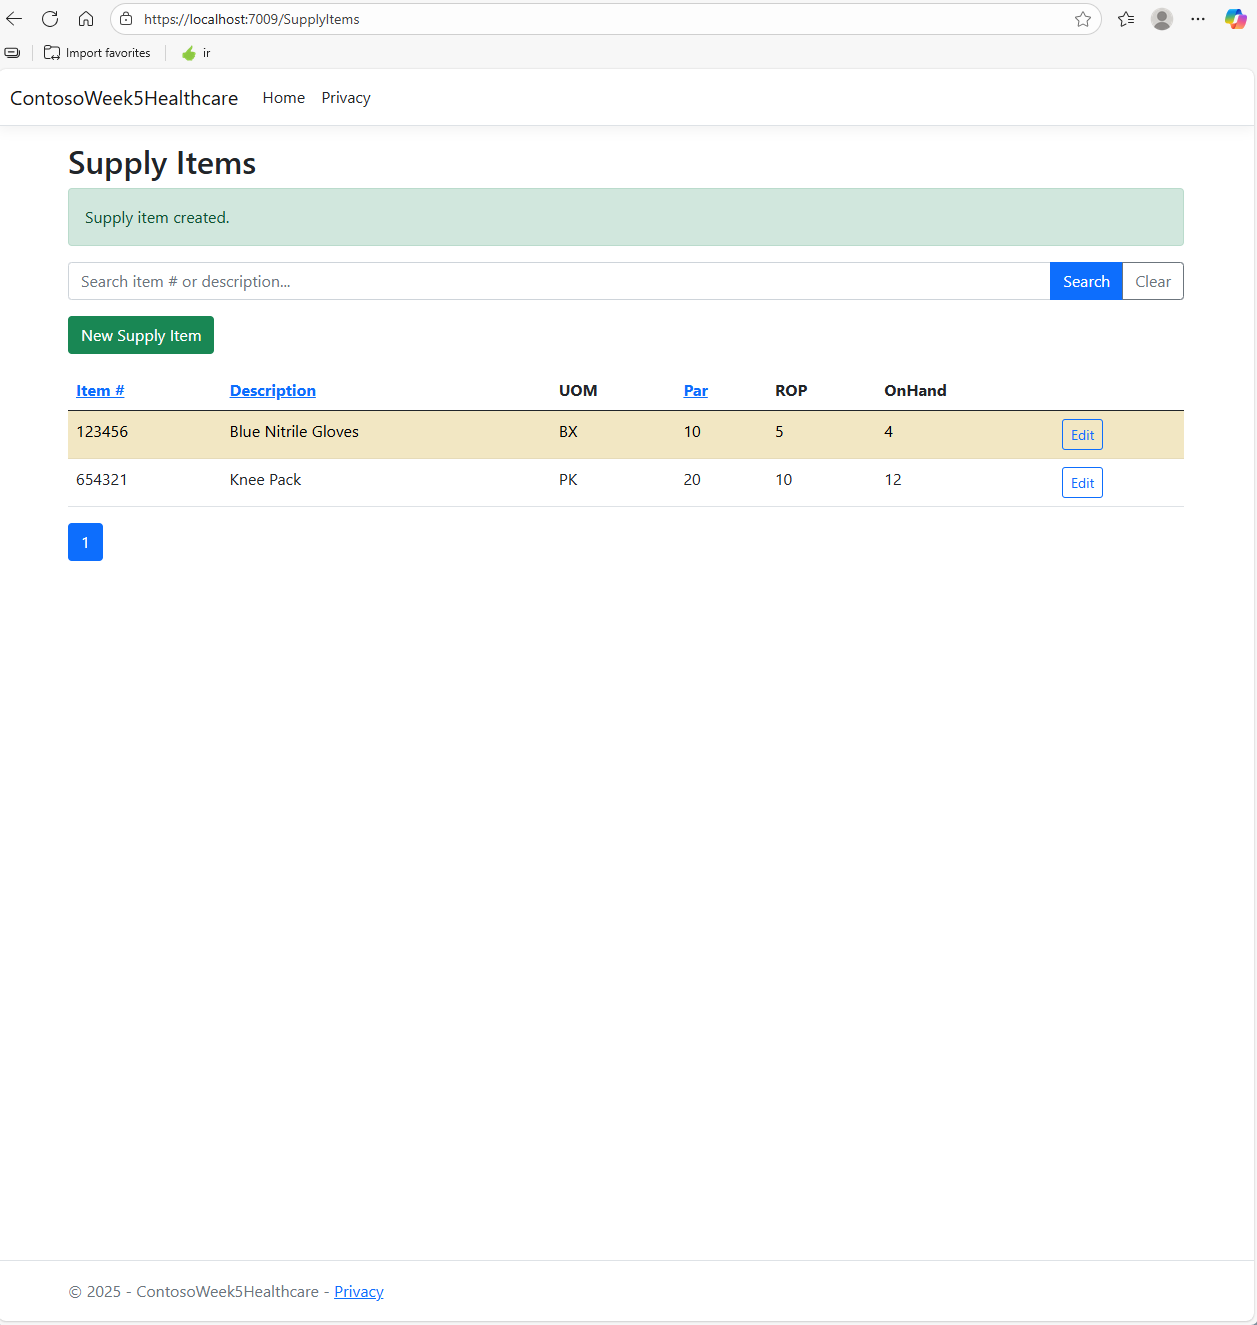 https://localhost:7009/SupplyItems
Import favorites ir
ContosoWeek5Healthcare Home Privacy
Supply Items
Supply item created.
Search item # or description... Search Clear
New Supply Item
Item # Description UOM Par ROP OnHand
123456 Blue Nitrile Gloves BX 10 5 4 Edit
654321 Knee Pack PK 20 10 12 Edit
1
© 2025 - ContosoWeek5Healthcare - Privacy